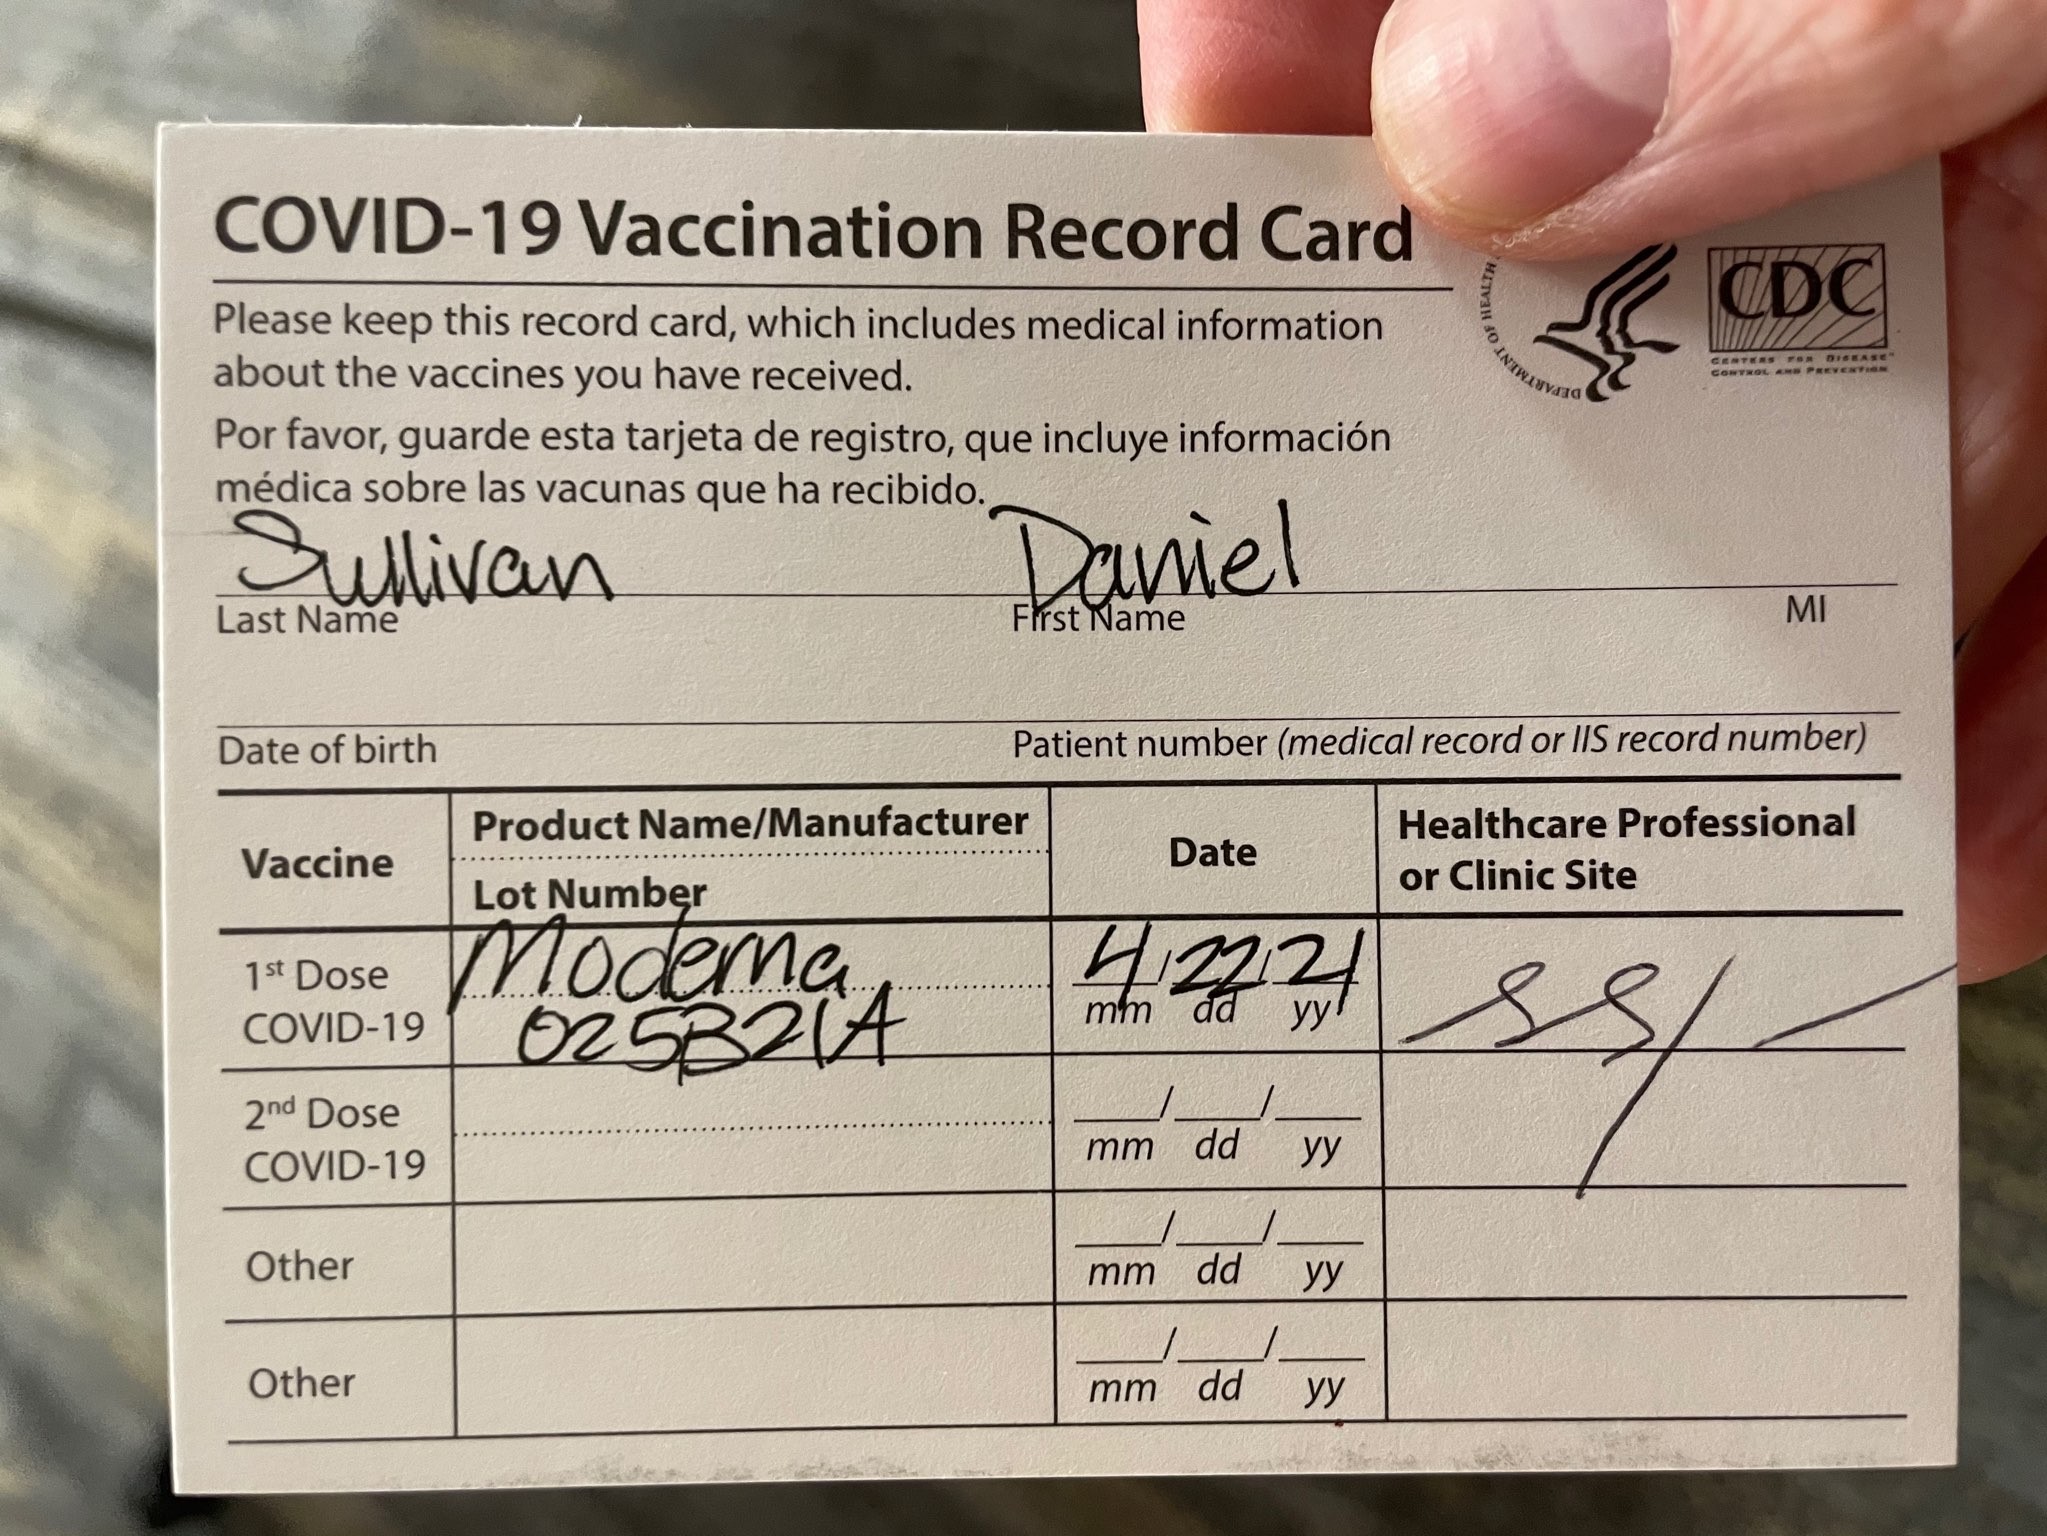 COVID-19 Vaccination Record Card
Please keep this record card, which includes medical information
about the vaccines you have received.
Por favor, guarde esta tarjeta de registro, que incluye información
médica sobre las vacunas que ha recibido.
DEPARTMENT OF HEALTH
CDC
CENTERS FOR DISEASE™
CONTROL AND PREVENTION
Sullivan Daniel
Last Name First Name MI
Date of birth Patient number (medical record or IIS record number)
Vaccine
Product Name/Manufacturer
Lot Number
Date
Healthcare Professional
or Clinic Site
1st Dose
COVID-19
Moderna
025B21A
4/22/21
mm dd yy
2nd Dose
COVID-19
___/___/___
mm dd yy
Other
___/___/___
mm dd yy
Other
___/___/___
mm dd yy